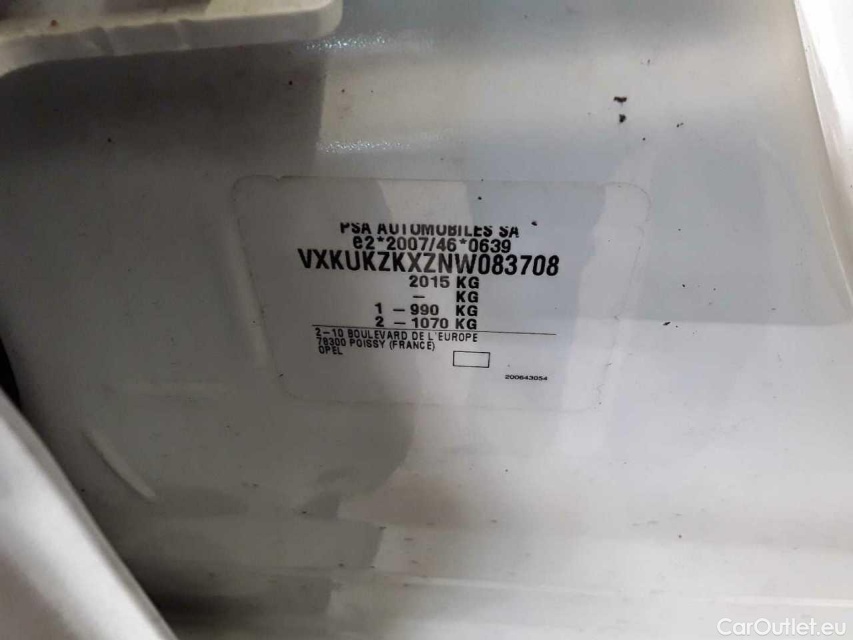 PSA AUTOMOBILES SA
e2*2007/46*0639
VXKUKZKXZNW083708
2015 KG
– KG
1 – 990 KG
2 – 1070 KG
2–10 BOULEVARD DE L'EUROPE
78300 POISSY (FRANCE)
OPEL
200643054
CarOutlet.eu